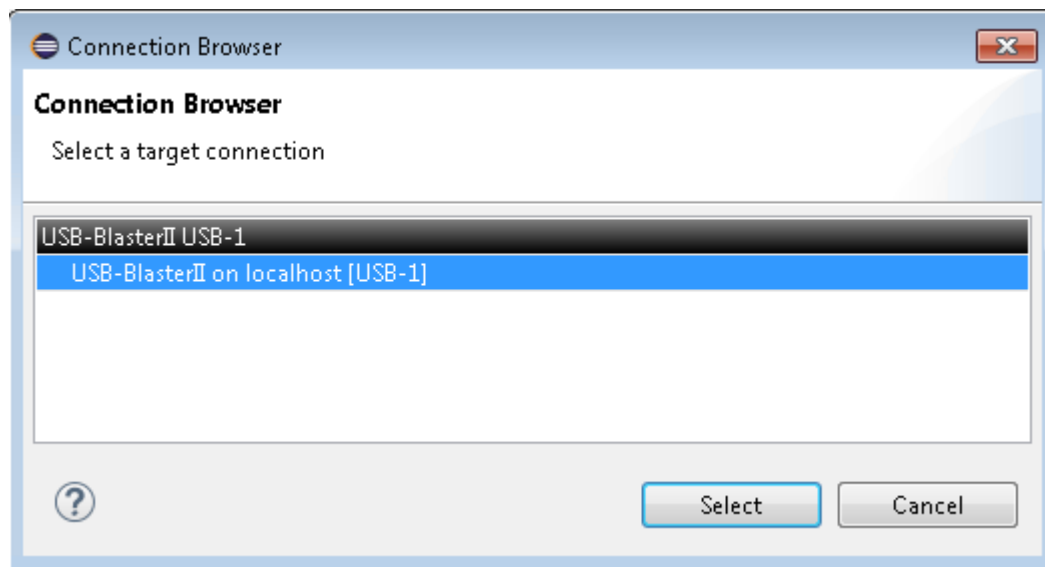 Connection Browser
Connection Browser
Select a target connection
USB-BlasterII USB-1
USB-BlasterII on localhost [USB-1]
?
Select Cancel